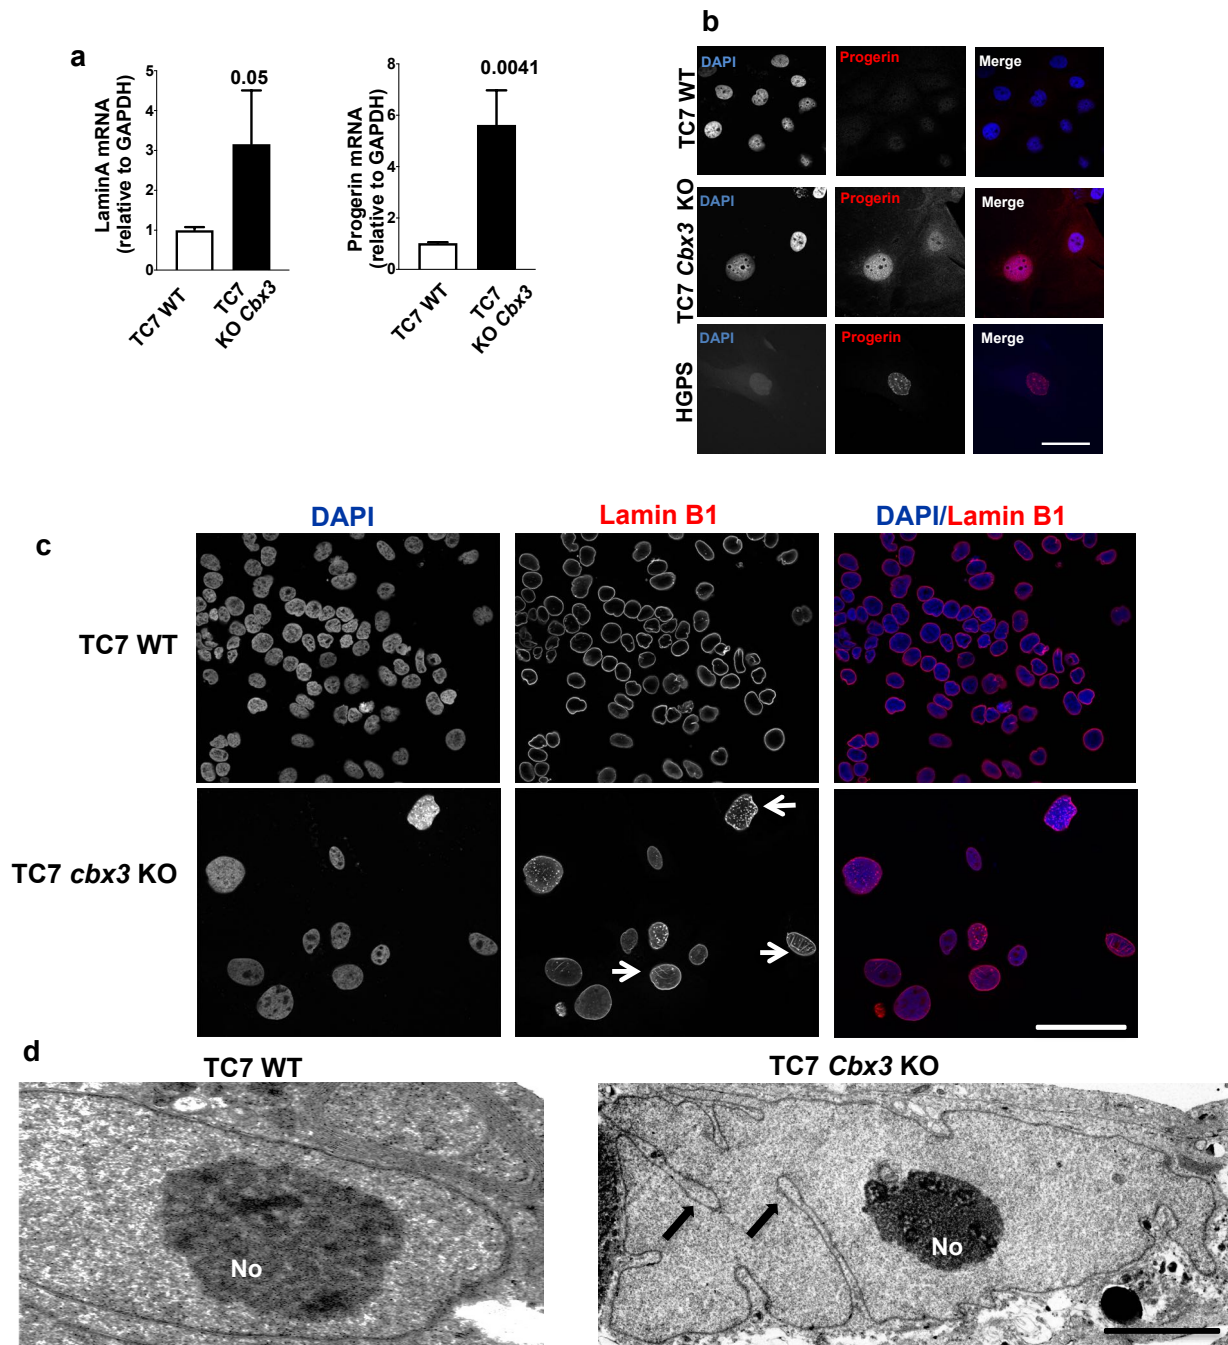 a
LaminA mRNA
(relative to GAPDH)
5
4
3
2
1
0
0.05
TC7 WT
TC7
KO Cbx3
Progerin mRNA
(relative to GAPDH)
8
6
4
2
0
0.0041
TC7 WT
TC7
KO Cbx3
b
TC7 WT
DAPI
Progerin
Merge
TC7 Cbx3 KO
DAPI
Progerin
Merge
HGPS
DAPI
Progerin
Merge
c
DAPI
Lamin B1
DAPI/Lamin B1
TC7 WT
TC7 cbx3 KO
d
TC7 WT
TC7 Cbx3 KO
No
No